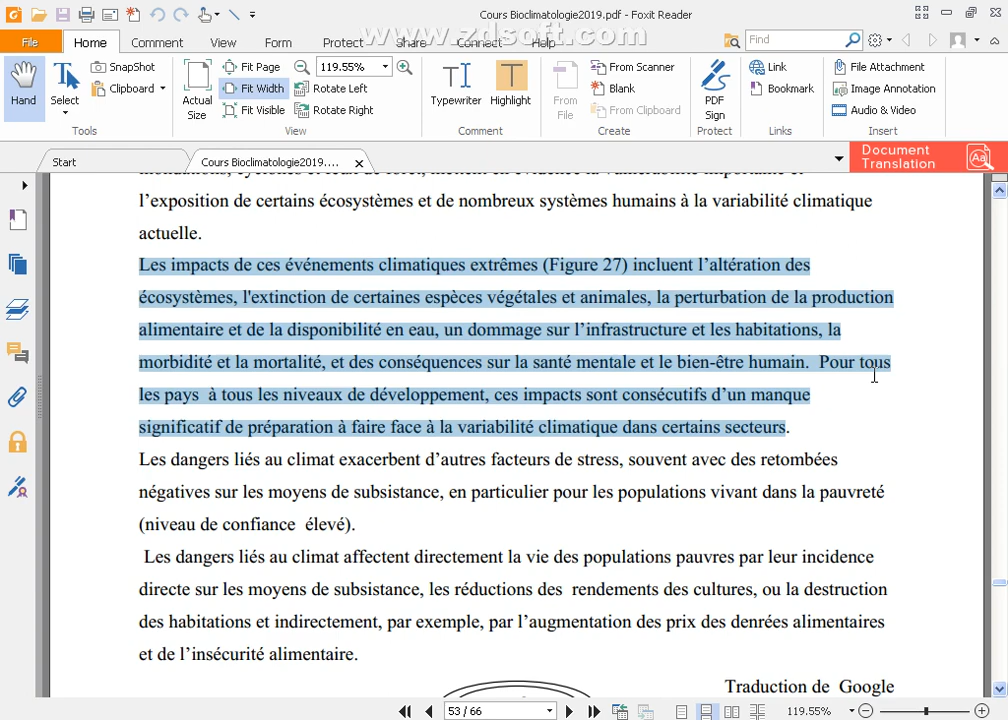 Cours Bioclimatologie2019.pdf - Foxit Reader
www.zdsoft.com
File Home Comment View Form Protect Share Connect Help Find
Hand Select SnapShot Clipboard
Tools
Actual Size Fit Page Fit Width Fit Visible 119.55% Rotate Left Rotate Right
View
Typewriter Highlight
Comment
From File From Scanner Blank From Clipboard
Create
PDF Sign
Protect
Link Bookmark
Links
File Attachment Image Annotation Audio & Video
Insert
Start Cours Bioclimatologie2019....
Document Translation
l’exposition de certains écosystèmes et de nombreux systèmes humains à la variabilité climatique
actuelle.
Les impacts de ces événements climatiques extrêmes (Figure 27) incluent l’altération des
écosystèmes, l'extinction de certaines espèces végétales et animales, la perturbation de la production
alimentaire et de la disponibilité en eau, un dommage sur l’infrastructure et les habitations, la
morbidité et la mortalité, et des conséquences sur la santé mentale et le bien-être humain.  Pour tous
les pays  à tous les niveaux de développement, ces impacts sont consécutifs d’un manque
significatif de préparation à faire face à la variabilité climatique dans certains secteurs.
Les dangers liés au climat exacerbent d’autres facteurs de stress, souvent avec des retombées
négatives sur les moyens de subsistance, en particulier pour les populations vivant dans la pauvreté
(niveau de confiance  élevé).
Les dangers liés au climat affectent directement la vie des populations pauvres par leur incidence
directe sur les moyens de subsistance, les réductions des  rendements des cultures, ou la destruction
des habitations et indirectement, par exemple, par l’augmentation des prix des denrées alimentaires
et de l’insécurité alimentaire.
Traduction de  Google
53 / 66 119.55%